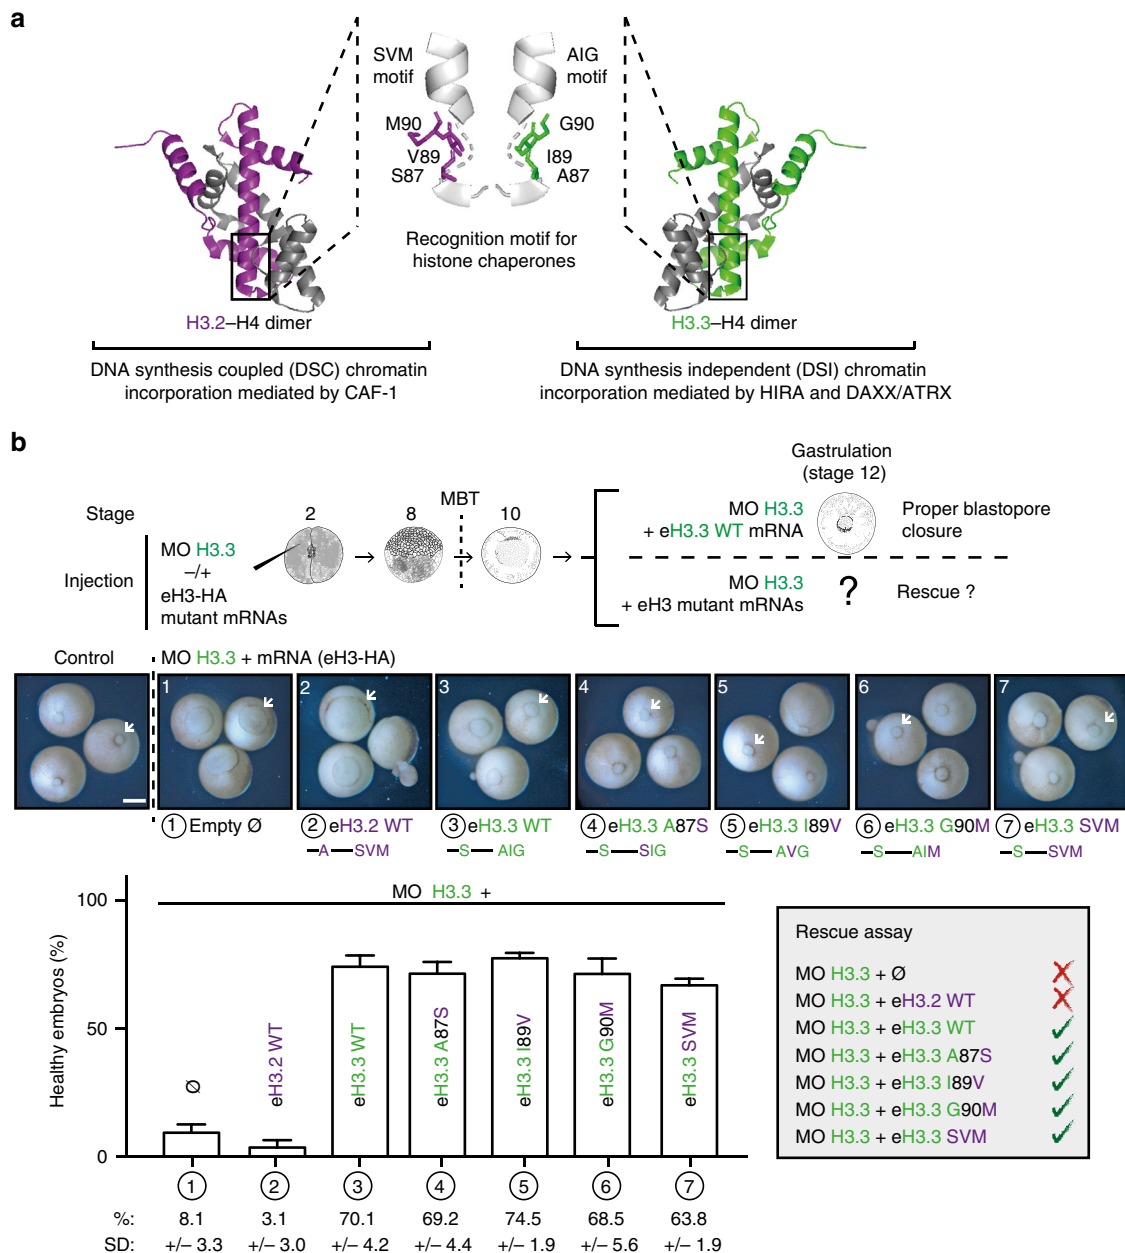 a
SVM
motif
AIG
motif
M90
V89
S87
G90
I89
A87
Recognition motif for
histone chaperones
H3.2–H4 dimer
H3.3–H4 dimer
DNA synthesis coupled (DSC) chromatin
incorporation mediated by CAF-1
DNA synthesis independent (DSI) chromatin
incorporation mediated by HIRA and DAXX/ATRX
b
Gastrulation
(stage 12)
Stage
2
8
MBT
10
Injection
MO H3.3
–/+
eH3-HA
mutant mRNAs
MO H3.3
+ eH3.3 WT mRNA
Proper blastopore
closure
MO H3.3
+ eH3 mutant mRNAs
?
Rescue ?
Control
MO H3.3 + mRNA (eH3-HA)
1
2
3
4
5
6
7
1 Empty Ø
2 eH3.2 WT
3 eH3.3 WT
4 eH3.3 A87S
5 eH3.3 I89V
6 eH3.3 G90M
7 eH3.3 SVM
A SVM
S AIG
S SIG
S AVG
S AIM
S SVM
Healthy embryos (%)
100
50
0
MO H3.3 +
Ø
eH3.2 WT
eH3.3 WT
eH3.3 A87S
eH3.3 I89V
eH3.3 G90M
eH3.3 SVM
1 2 3 4 5 6 7
%: 8.1 3.1 70.1 69.2 74.5 68.5 63.8
SD: +/– 3.3 +/– 3.0 +/– 4.2 +/– 4.4 +/– 1.9 +/– 5.6 +/– 1.9
Rescue assay
MO H3.3 + Ø
MO H3.3 + eH3.2 WT
MO H3.3 + eH3.3 WT
MO H3.3 + eH3.3 A87S
MO H3.3 + eH3.3 I89V
MO H3.3 + eH3.3 G90M
MO H3.3 + eH3.3 SVM